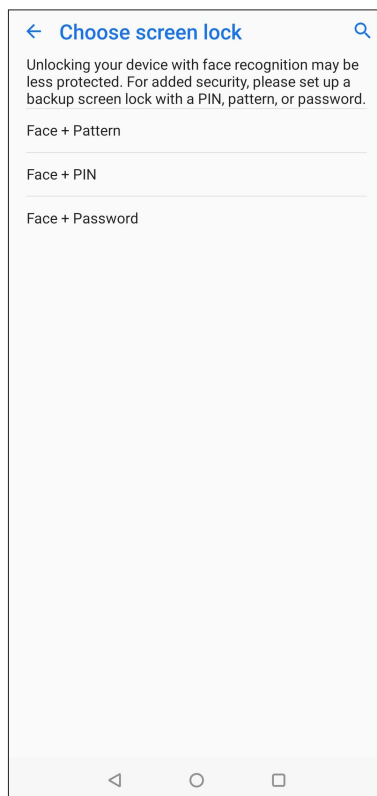 Choose screen lock
Unlocking your device with face recognition may be
less protected. For added security, please set up a
backup screen lock with a PIN, pattern, or password.
Face + Pattern
Face + PIN
Face + Password